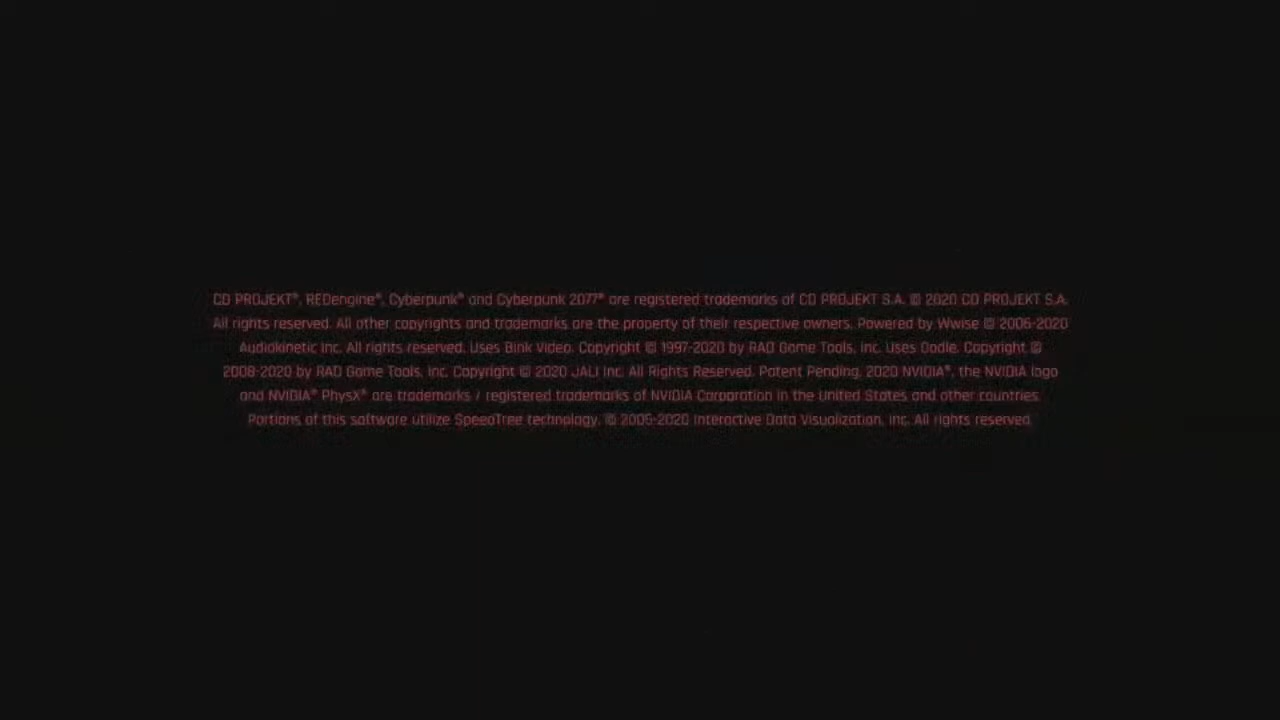 CD PROJEKT®, REDengine®, Cyberpunk® and Cyberpunk 2077® are registered trademarks of CD PROJEKT S.A. © 2020 CD PROJEKT S.A.
All rights reserved. All other copyrights and trademarks are the property of their respective owners. Powered by Wwise © 2006-2020
Audiokinetic Inc. All rights reserved. Uses Bink Video. Copyright © 1997-2020 by RAD Game Tools, Inc. Uses Oodle. Copyright ©
2008-2020 by RAD Game Tools, Inc. Copyright © 2020 JALI Inc. All Rights Reserved. Patent Pending. 2020 NVIDIA®, the NVIDIA logo
and NVIDIA® PhysX® are trademarks / registered trademarks of NVIDIA Corporation in the United States and other countries.
Portions of this software utilize SpeedTree technology. © 2005-2020 Interactive Data Visualization, Inc. All rights reserved